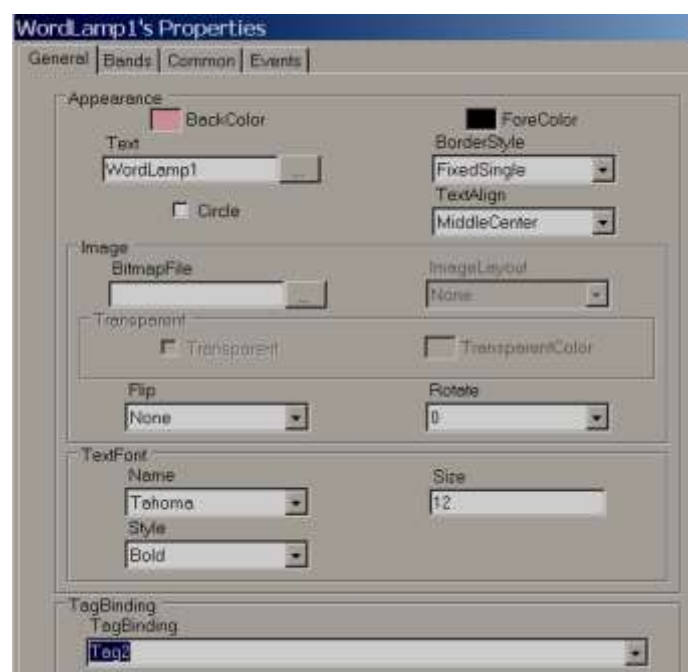 WordLamp1's Properties
General Bands Common Events
Appearance
BackColor ForeColor
Text BorderStyle
WordLamp1 ... FixedSingle
Circle TextAlign
MiddleCenter
Image
BitmapFile ImageLayout
... None
Transparent
Transparent TransparentColor
Flip Rotate
None 0
TextFont
Name Size
Tahoma 12
Style
Bold
TagBinding
TagBinding
Tag2